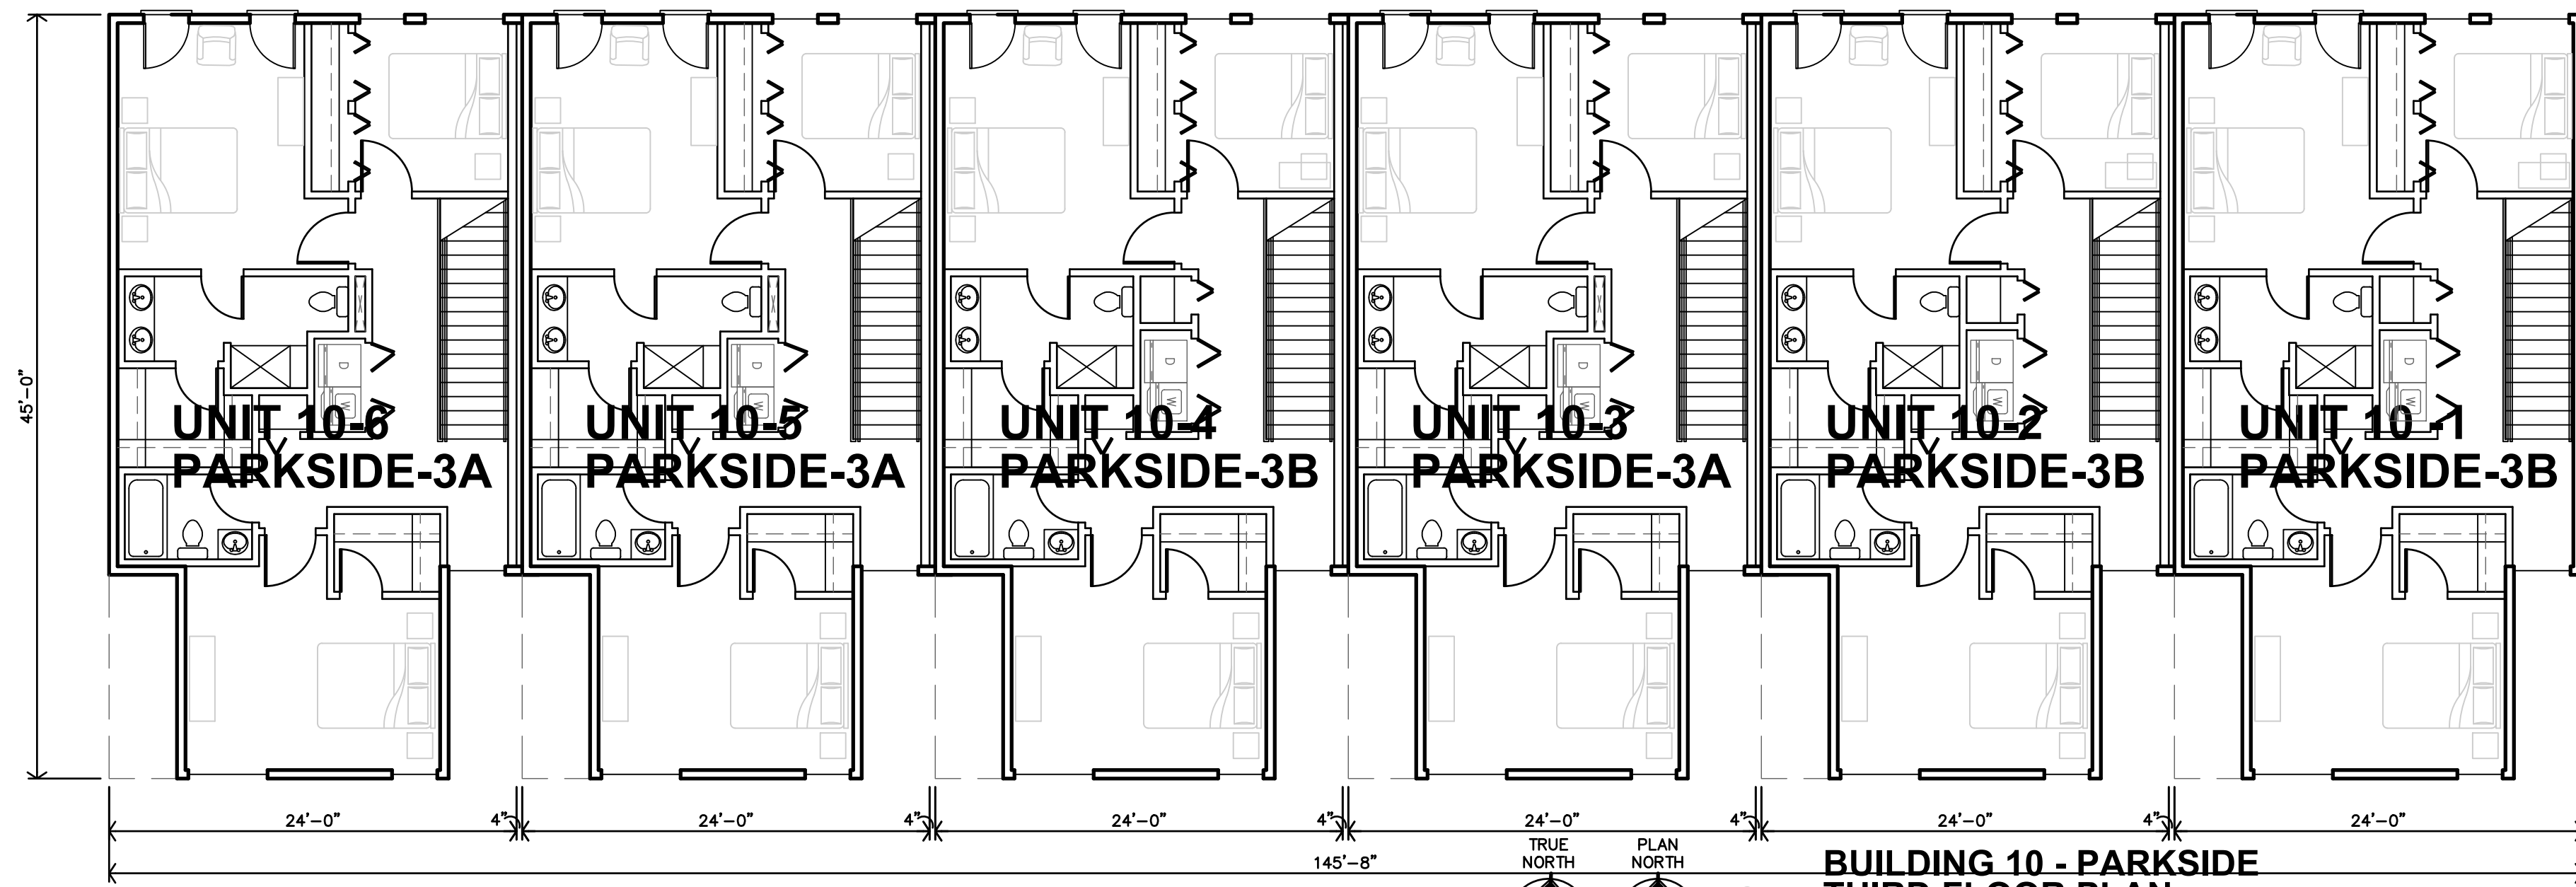 45'-0"
D
W
UNIT 10-6
PARKSIDE-3A
D
W
UNIT 10-5
PARKSIDE-3A
D
W
UNIT 10-4
PARKSIDE-3B
D
W
UNIT 10-3
PARKSIDE-3A
D
W
UNIT 10-2
PARKSIDE-3B
D
W
UNIT 10 -1
PARKSIDE-3B
24'-0" 4" 24'-0" 4" 24'-0" 4" 24'-0" 4" 24'-0" 4" 24'-0"
145'-8"
TRUE
NORTH
PLAN
NORTH
BUILDING 10 - PARKSIDE
THIRD FLOOR PLAN